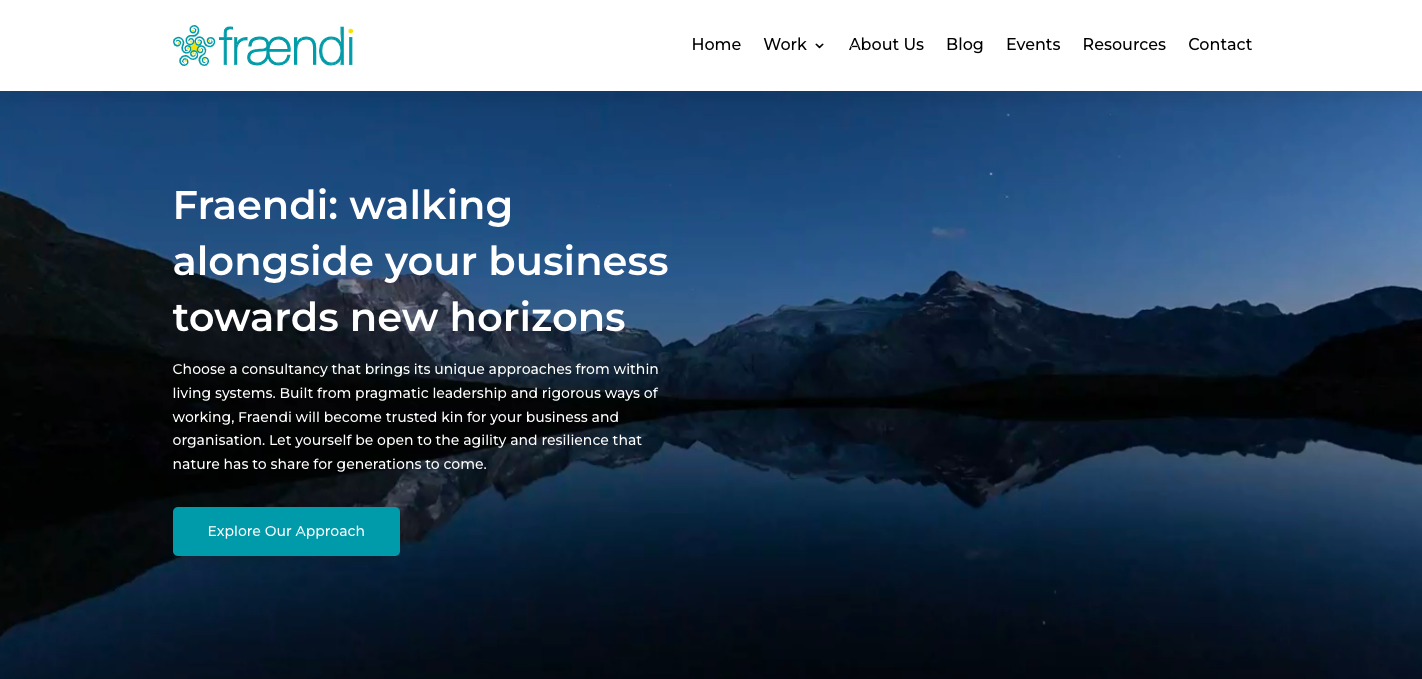 frændi
Home Work About Us Blog Events Resources Contact
Fraendi: walking
alongside your business
towards new horizons
Choose a consultancy that brings its unique approaches from within
living systems. Built from pragmatic leadership and rigorous ways of
working, Fraendi will become trusted kin for your business and
organisation. Let yourself be open to the agility and resilience that
nature has to share for generations to come.
Explore Our Approach